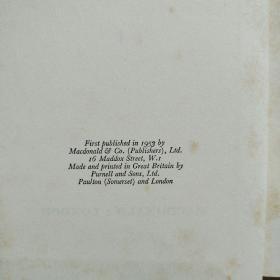 First published in 1953 by
Macdonald & Co. (Publishers), Ltd.
16 Maddox Street, W.1
Made and printed in Great Britain by
Purnell and Sons, Ltd.
Paulton (Somerset) and London